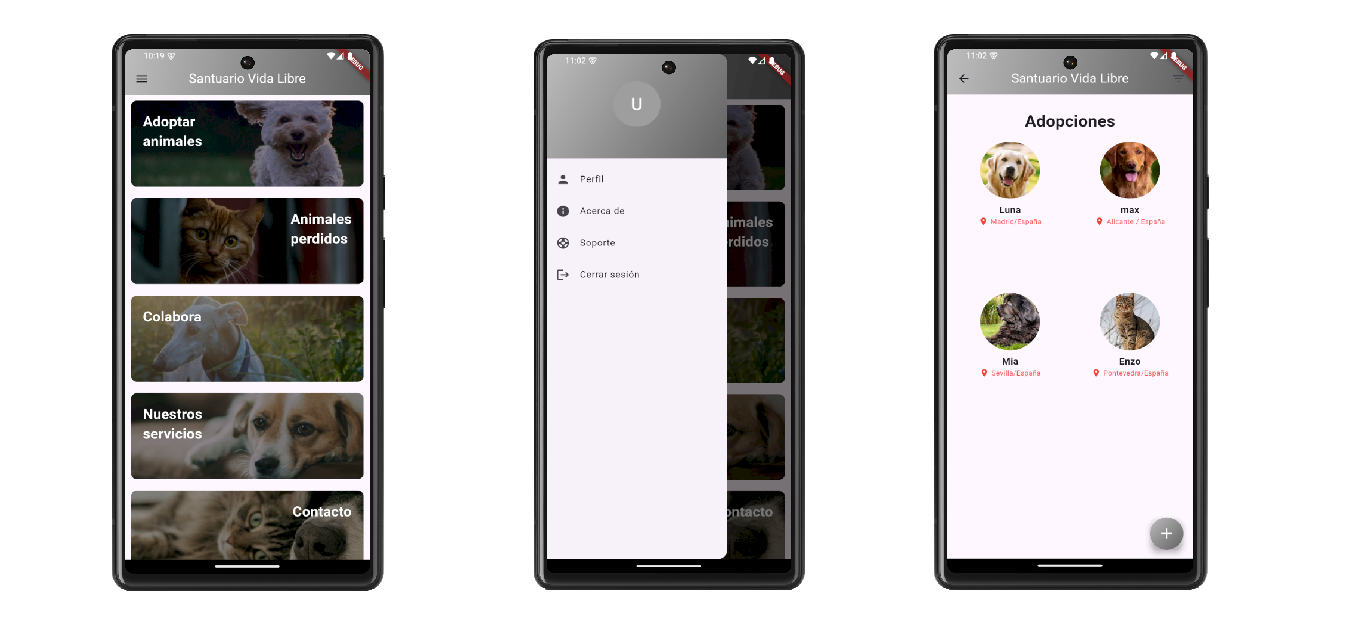 10:19
DEBUG
Santuario Vida Libre
Adoptar
animales
Animales
perdidos
Colabora
Nuestros
servicios
Contacto
11:02
DEBUG
U
Perfil
Acerca de
Soporte
Cerrar sesión
imales
rdidos
ontacto
11:02
DEBUG
Santuario Vida Libre
Adopciones
Luna
Madrid/España
max
Alicante / España
Mia
Sevilla/España
Enzo
Pontevedra/España
+